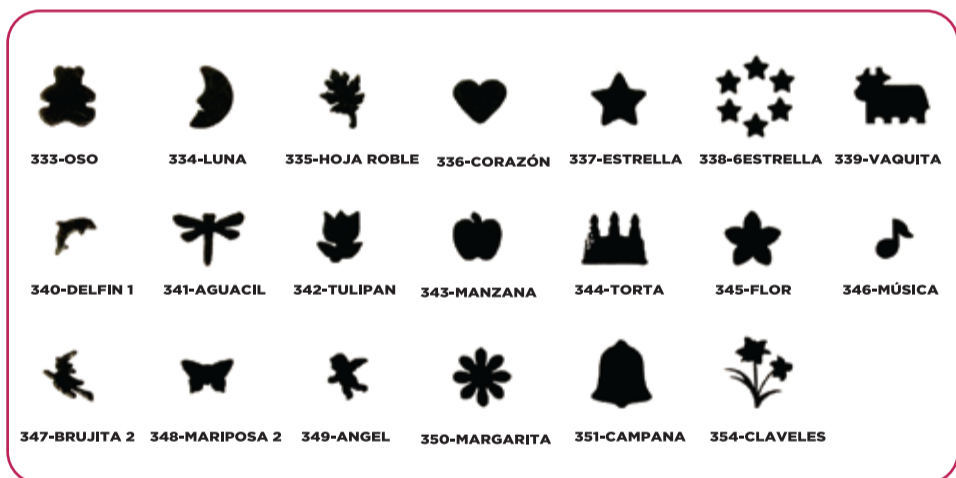 333-OSO 334-LUNA 335-HOJA ROBLE 336-CORAZÓN 337-ESTRELLA 338-6ESTRELLA 339-VAQUITA
340-DELFIN 1 341-AGUACIL 342-TULIPAN 343-MANZANA 344-TORTA 345-FLOR 346-MÚSICA
347-BRUJITA 2 348-MARIPOSA 2 349-ANGEL 350-MARGARITA 351-CAMPANA 354-CLAVELES